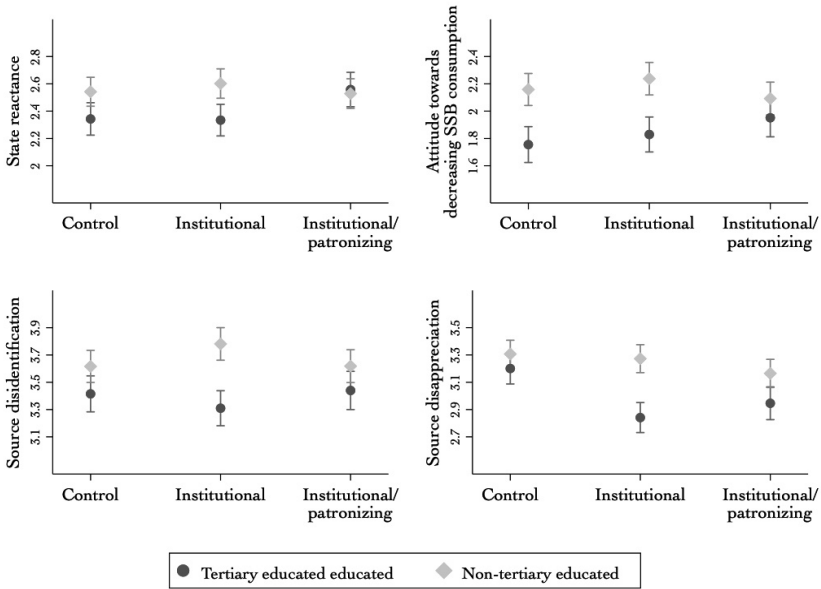 State reactance
2.8
2.6
2.4
2.2
2
Control
Institutional
Institutional/
patronizing
Attitude towards
decreasing SSB consumption
2.4
2.2
2
1.8
1.6
Control
Institutional
Institutional/
patronizing
Source disidentification
3.9
3.7
3.5
3.3
3.1
Control
Institutional
Institutional/
patronizing
Source disappreciation
3.5
3.3
3.1
2.9
2.7
Control
Institutional
Institutional/
patronizing
Tertiary educated educated
Non-tertiary educated